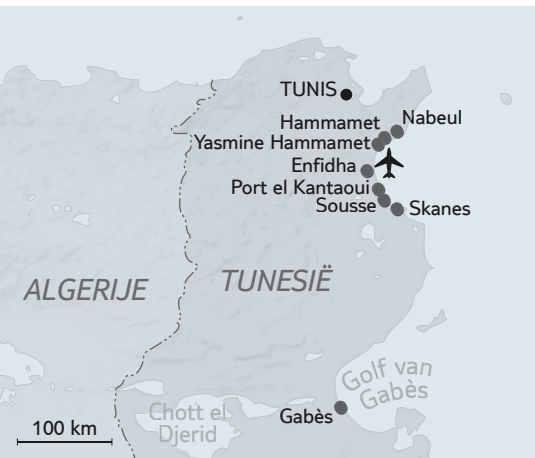 TUNIS
Nabeul
Hammamet
Yasmine Hammamet
Enfidha
Port el Kantaoui
Sousse
Skanes
ALGERIJE
TUNESIË
Golf van
Gabès
Chott el
Djerid
Gabès
100 km